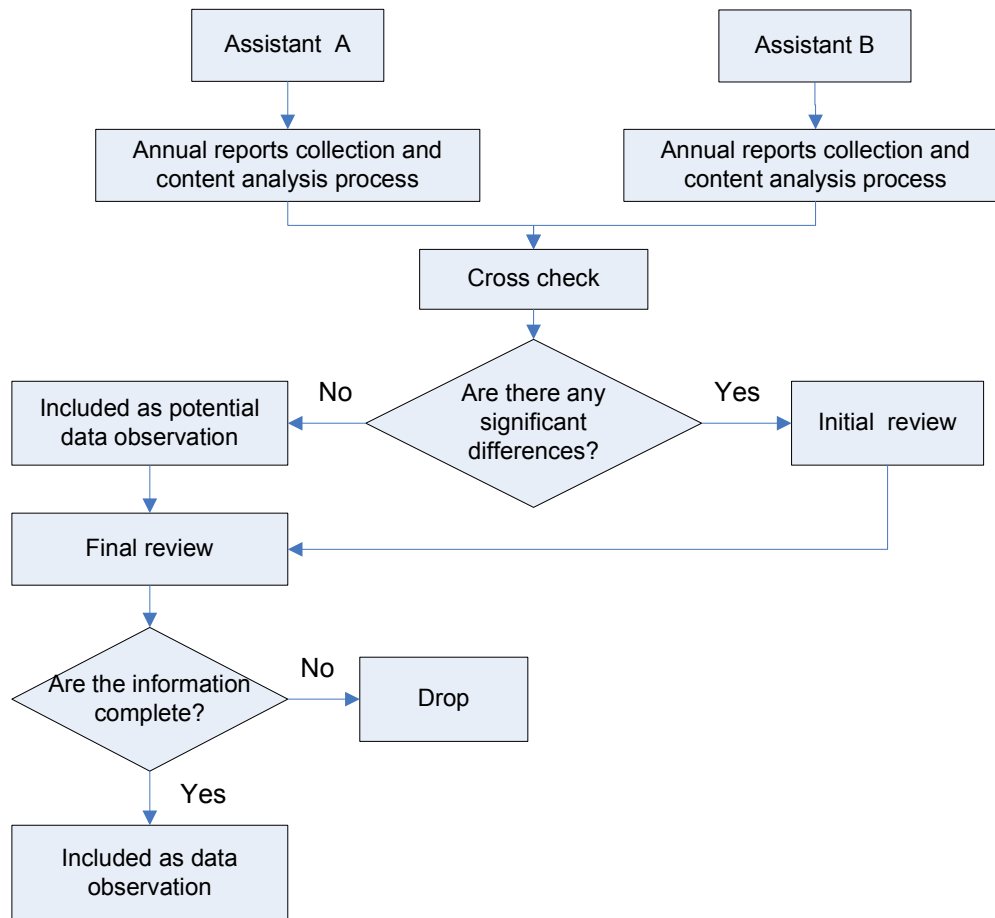 Assistant  A
Assistant B
Annual reports collection and
content analysis process
Annual reports collection and
content analysis process
Cross check
Are there any
significant
differences?
No
Yes
Included as potential
data observation
Initial  review
Final review
Are the information
complete?
No
Drop
Yes
Included as data
observation